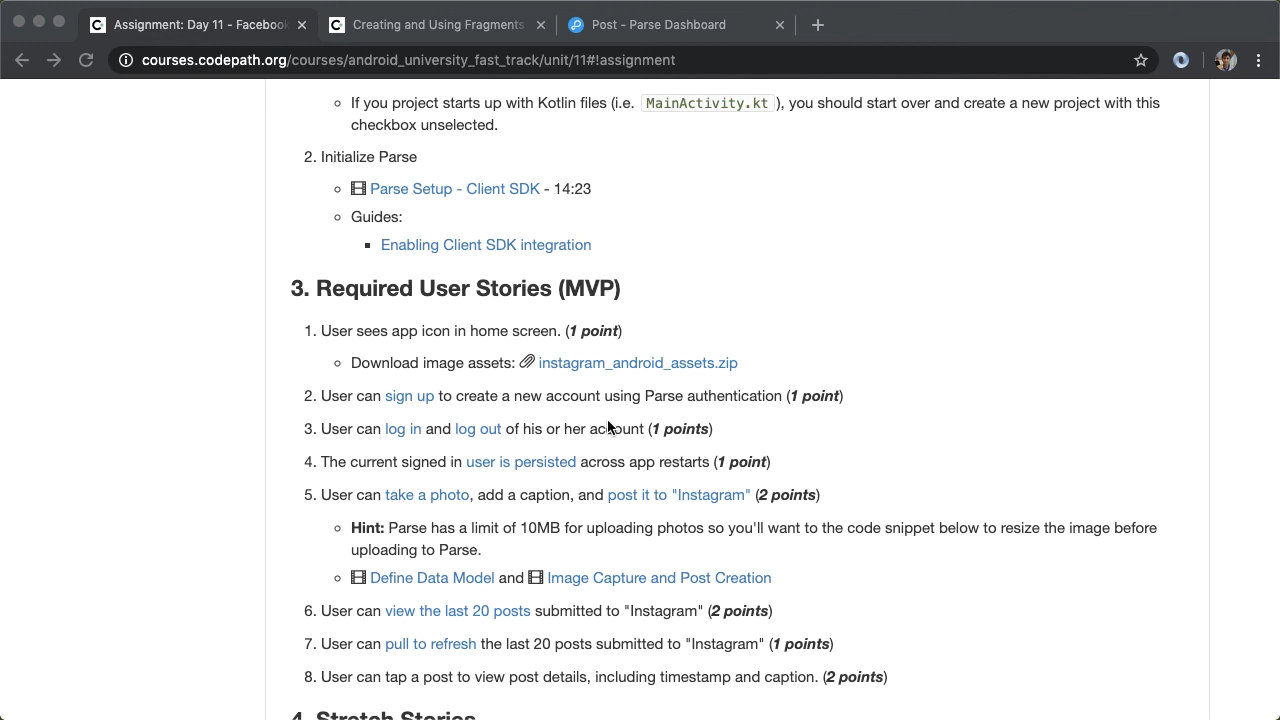 Assignment: Day 11 - Facebook
Creating and Using Fragments
Post - Parse Dashboard
courses.codepath.org/courses/android_university_fast_track/unit/11#!assignment
If you project starts up with Kotlin files (i.e. MainActivity.kt), you should start over and create a new project with this
checkbox unselected.
2. Initialize Parse
Parse Setup - Client SDK - 14:23
Guides:
Enabling Client SDK integration
3. Required User Stories (MVP)
1. User sees app icon in home screen. (1 point)
Download image assets: instagram_android_assets.zip
2. User can sign up to create a new account using Parse authentication (1 point)
3. User can log in and log out of his or her account (1 points)
4. The current signed in user is persisted across app restarts (1 point)
5. User can take a photo, add a caption, and post it to "Instagram" (2 points)
Hint: Parse has a limit of 10MB for uploading photos so you'll want to the code snippet below to resize the image before
uploading to Parse.
Define Data Model and Image Capture and Post Creation
6. User can view the last 20 posts submitted to "Instagram" (2 points)
7. User can pull to refresh the last 20 posts submitted to "Instagram" (1 points)
8. User can tap a post to view post details, including timestamp and caption. (2 points)
4. Stretch Stories